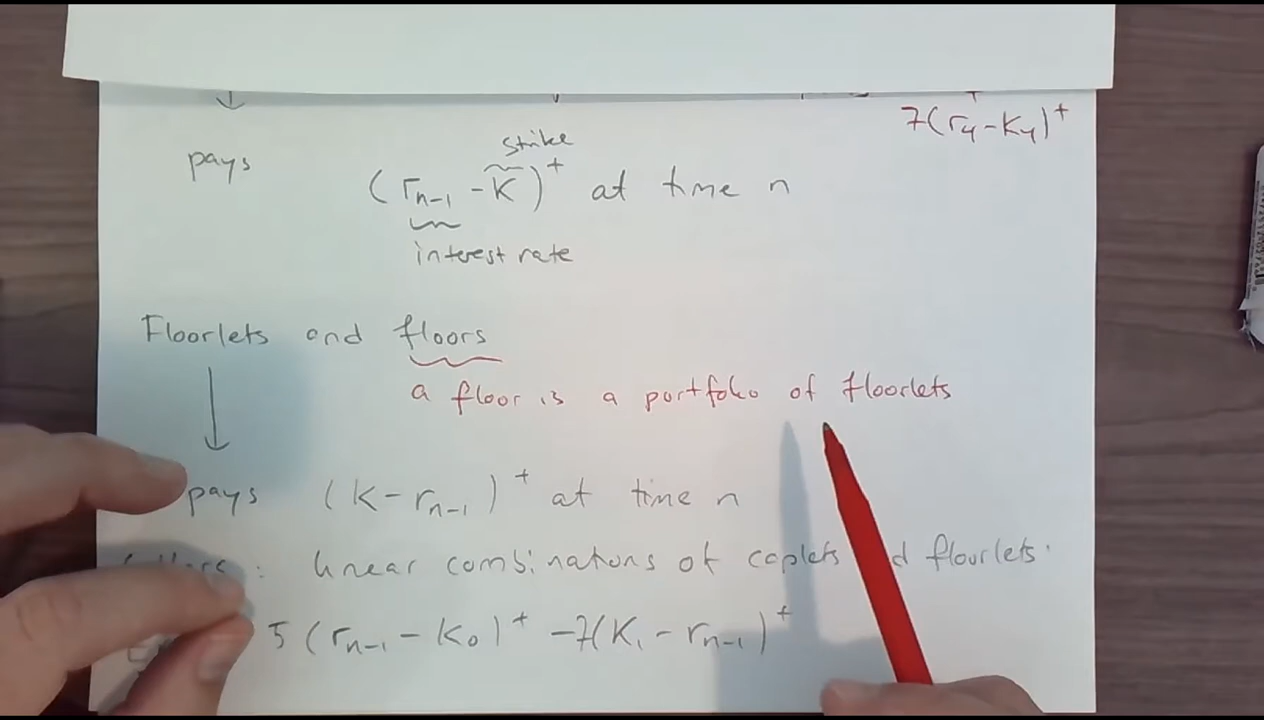 7(r₄-K₄)⁺
strike
pays (rₙ₋₁ - K)⁺ at time n
interest rate
Floorlets and floors
a floor is a portfolio of floorlets
pays (K-rₙ₋₁)⁺ at time n
: linear combinations of caplets flourlets.
5(rₙ₋₁ - K₀)⁺ -7(K₁ - rₙ₋₁)⁺